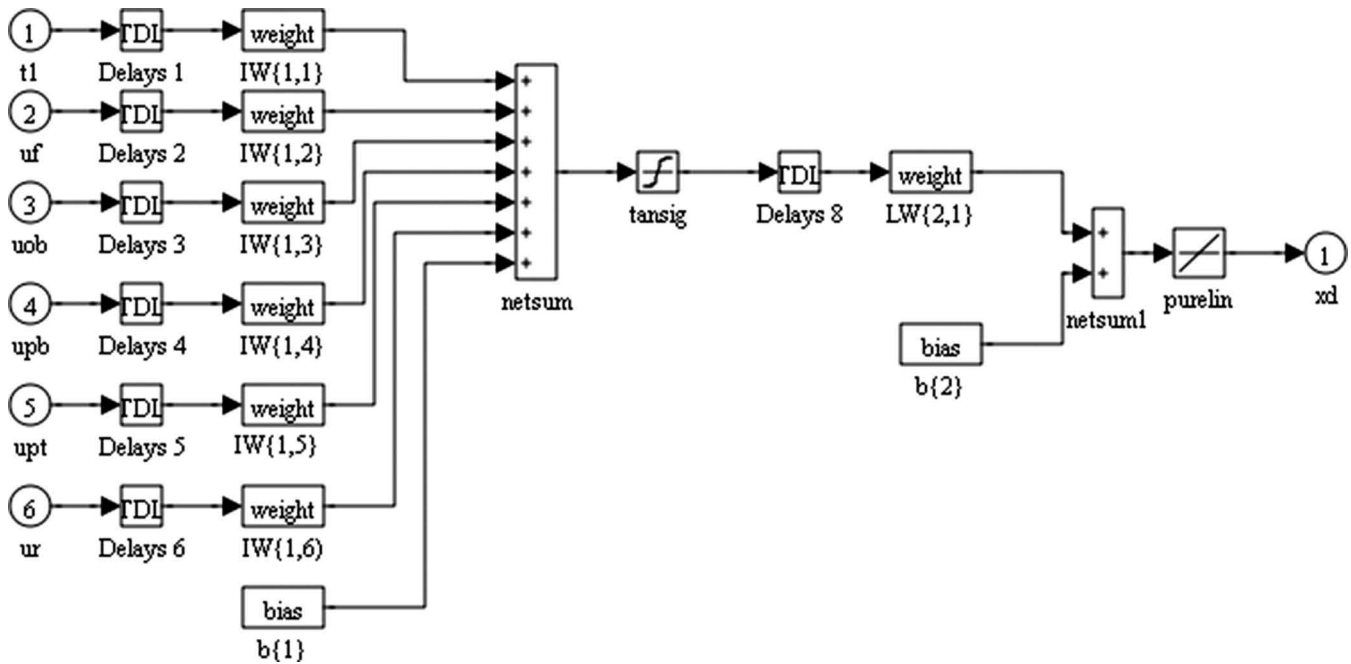 1 TDL weight
t1 Delays 1 IW{1,1}
2 TDL weight +
+
uf Delays 2 IW{1,2} +
3 TDL weight + tansig TDL weight
uob Delays 3 IW{1,3} + Delays 8 LW{2,1}
+ +
+ 1
4 TDL weight netsum + purelin xd
upb Delays 4 IW{1,4} netsum1
bias
b{2}
5 TDL weight
upt Delays 5 IW{1,5}
6 TDL weight
ur Delays 6 IW{1,6)
bias
b{1}